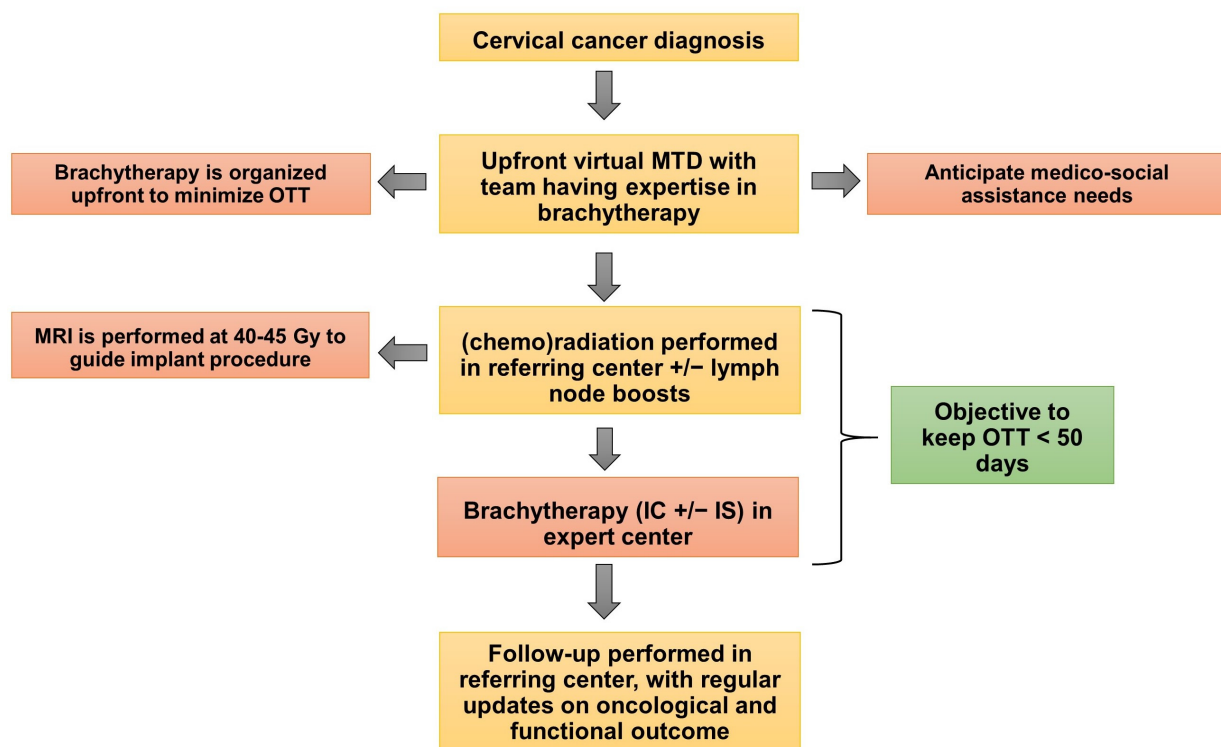 Cervical cancer diagnosis
Brachytherapy is organized
upfront to minimize OTT
Upfront virtual MTD with
team having expertise in
brachytherapy
Anticipate medico-social
assistance needs
MRI is performed at 40-45 Gy to
guide implant procedure
(chemo)radiation performed
in referring center +/− lymph
node boosts
Objective to
keep OTT < 50
days
Brachytherapy (IC +/− IS) in
expert center
Follow-up performed in
referring center, with regular
updates on oncological and
functional outcome